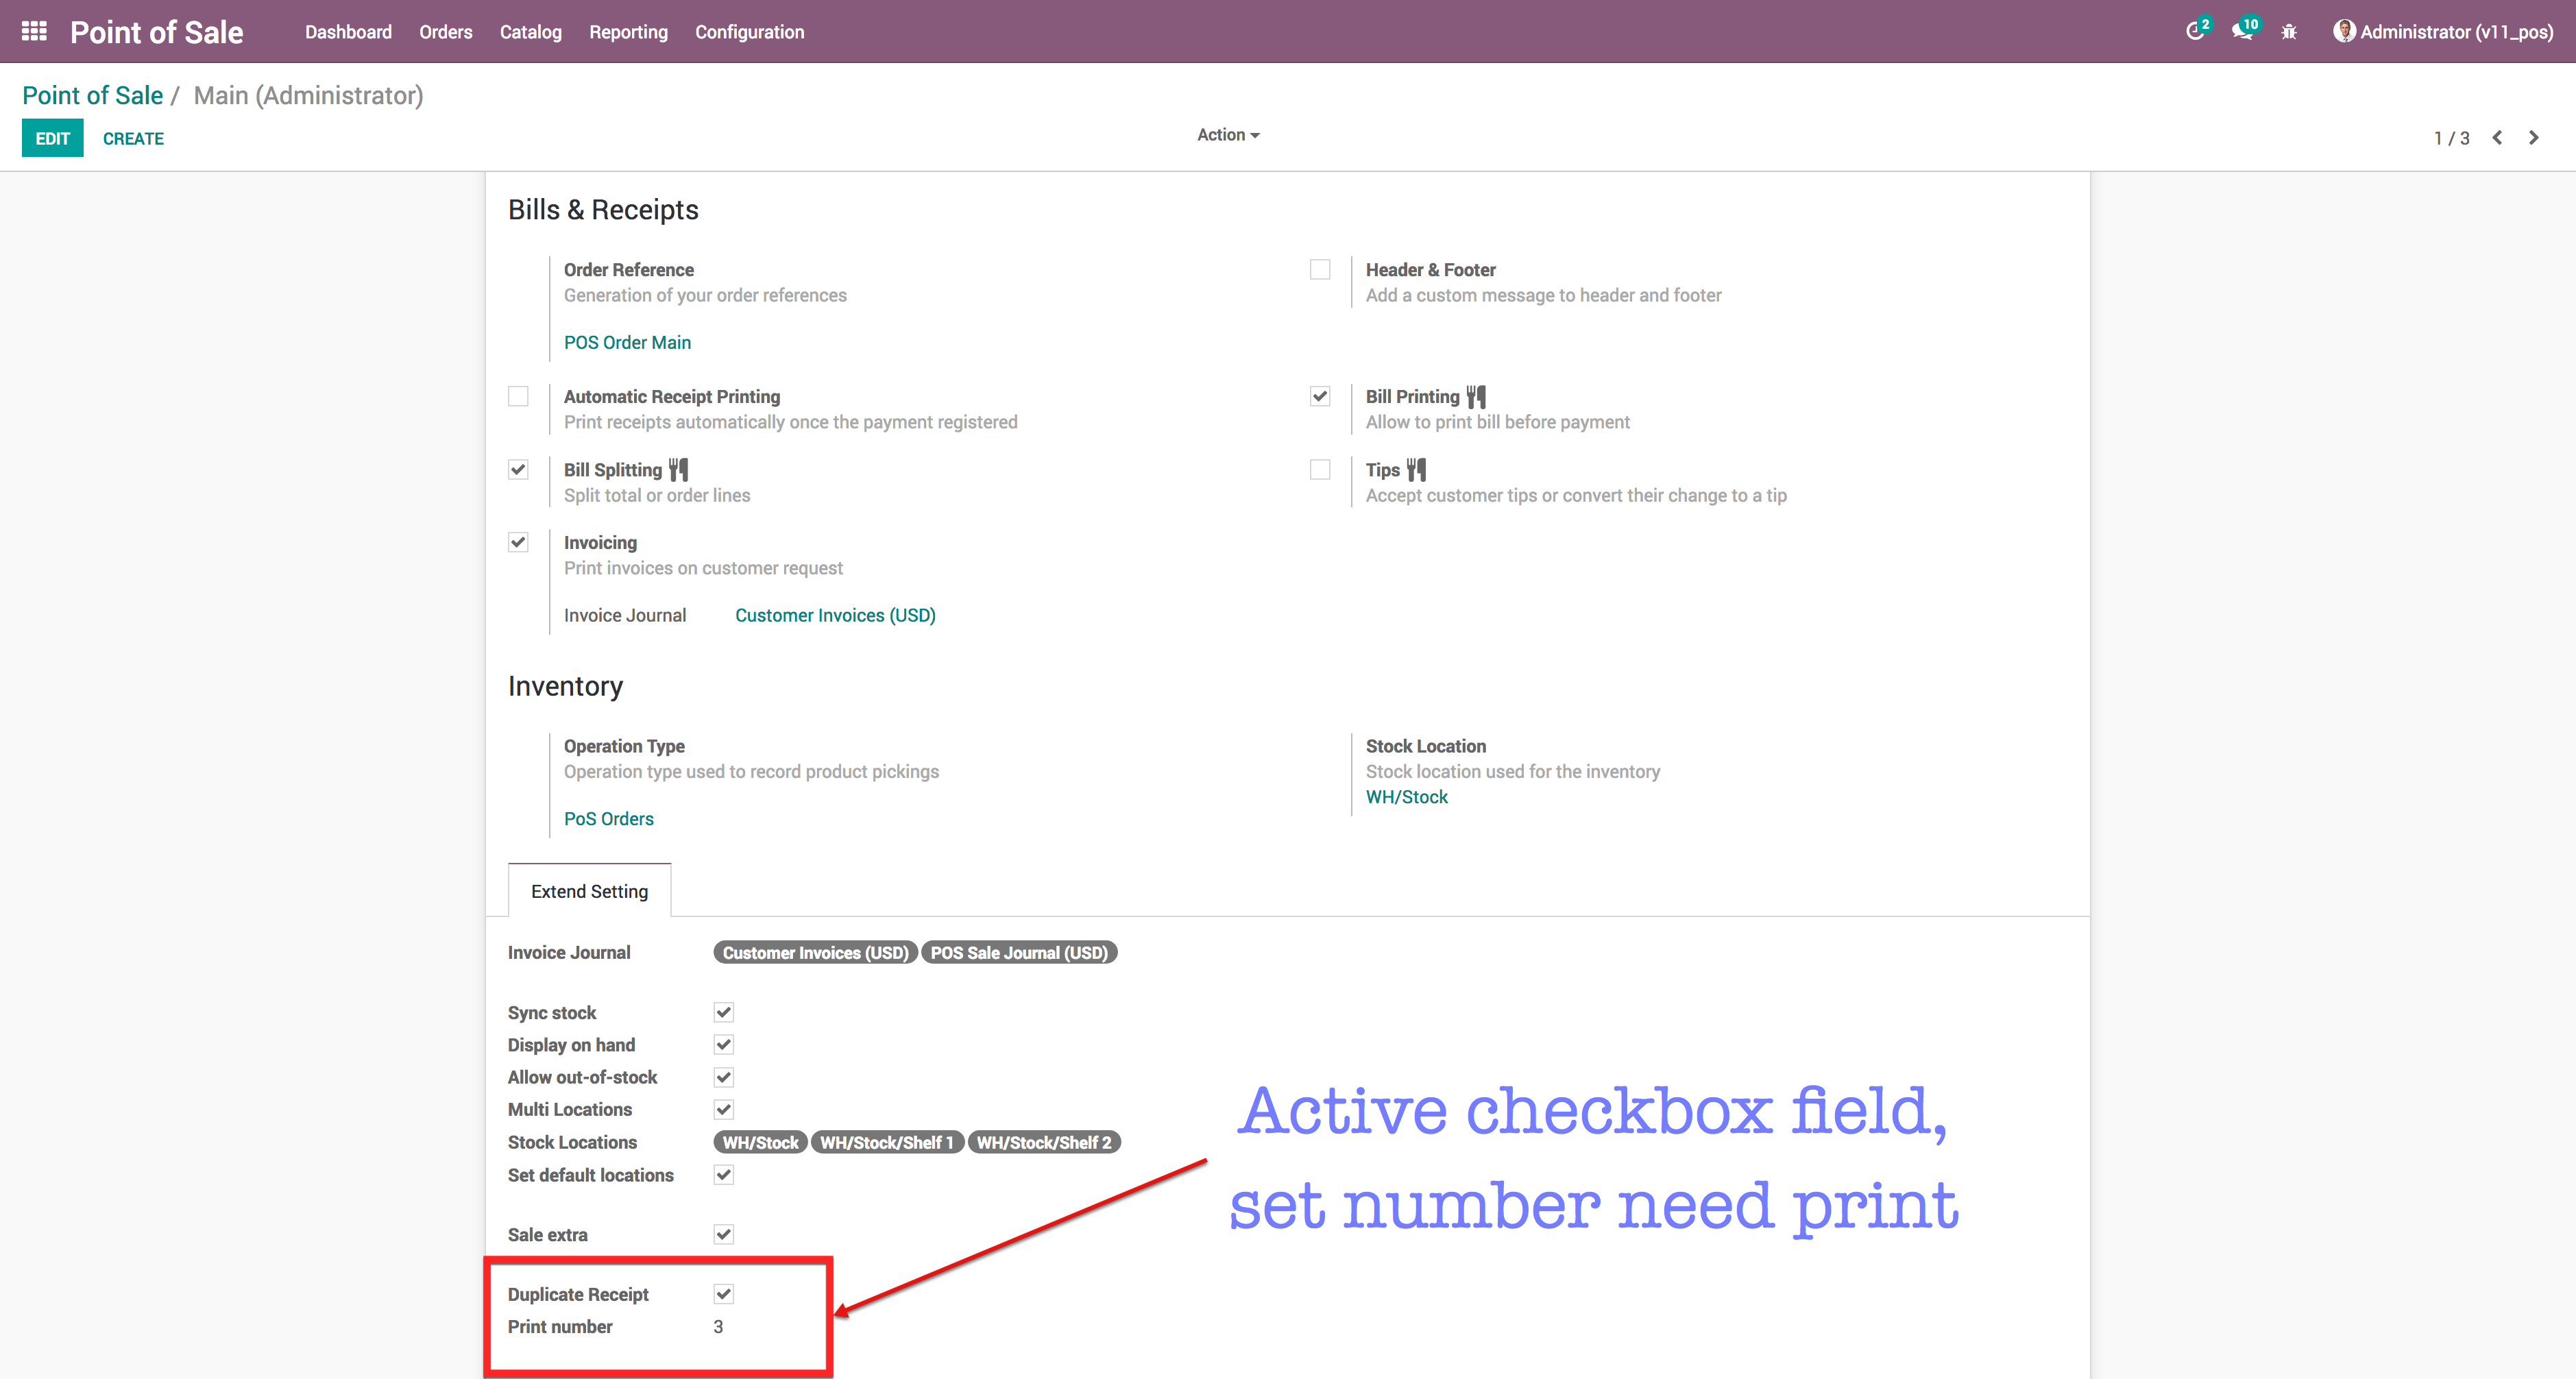 Point of Sale Dashboard Orders Catalog Reporting Configuration 2 10 Administrator (v11_pos)
Point of Sale / Main (Administrator)
EDIT CREATE Action 1 / 3
Bills & Receipts
Order Reference
Generation of your order references
POS Order Main
Header & Footer
Add a custom message to header and footer
Automatic Receipt Printing
Print receipts automatically once the payment registered
Bill Printing
Allow to print bill before payment
Bill Splitting
Split total or order lines
Tips
Accept customer tips or convert their change to a tip
Invoicing
Print invoices on customer request
Invoice Journal Customer Invoices (USD)
Inventory
Operation Type
Operation type used to record product pickings
PoS Orders
Stock Location
Stock location used for the inventory
WH/Stock
Extend Setting
Invoice Journal Customer Invoices (USD) POS Sale Journal (USD)
Sync stock
Display on hand
Allow out-of-stock
Multi Locations
Stock Locations WH/Stock WH/Stock/Shelf 1 WH/Stock/Shelf 2
Set default locations
Sale extra
Duplicate Receipt
Print number 3
Active checkbox field,
set number need print